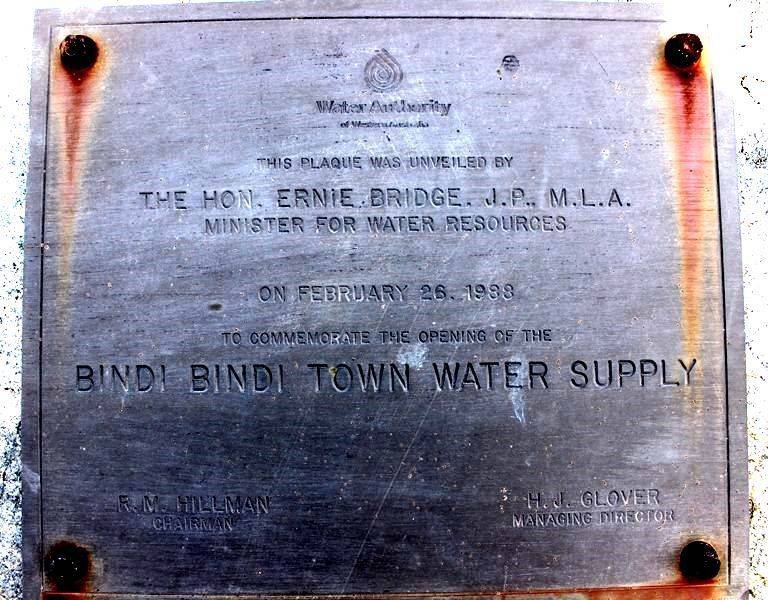 Water Authority
of Western Australia
THIS PLAQUE WAS UNVEILED BY
THE HON. ERNIE BRIDGE. J.P., M.L.A.
MINISTER FOR WATER RESOURCES
ON FEBRUARY 26. 1988
TO COMMEMORATE THE OPENING OF THE
BINDI BINDI TOWN WATER SUPPLY
R.M. HILLMAN
CHAIRMAN
H.J. GLOVER
MANAGING DIRECTOR